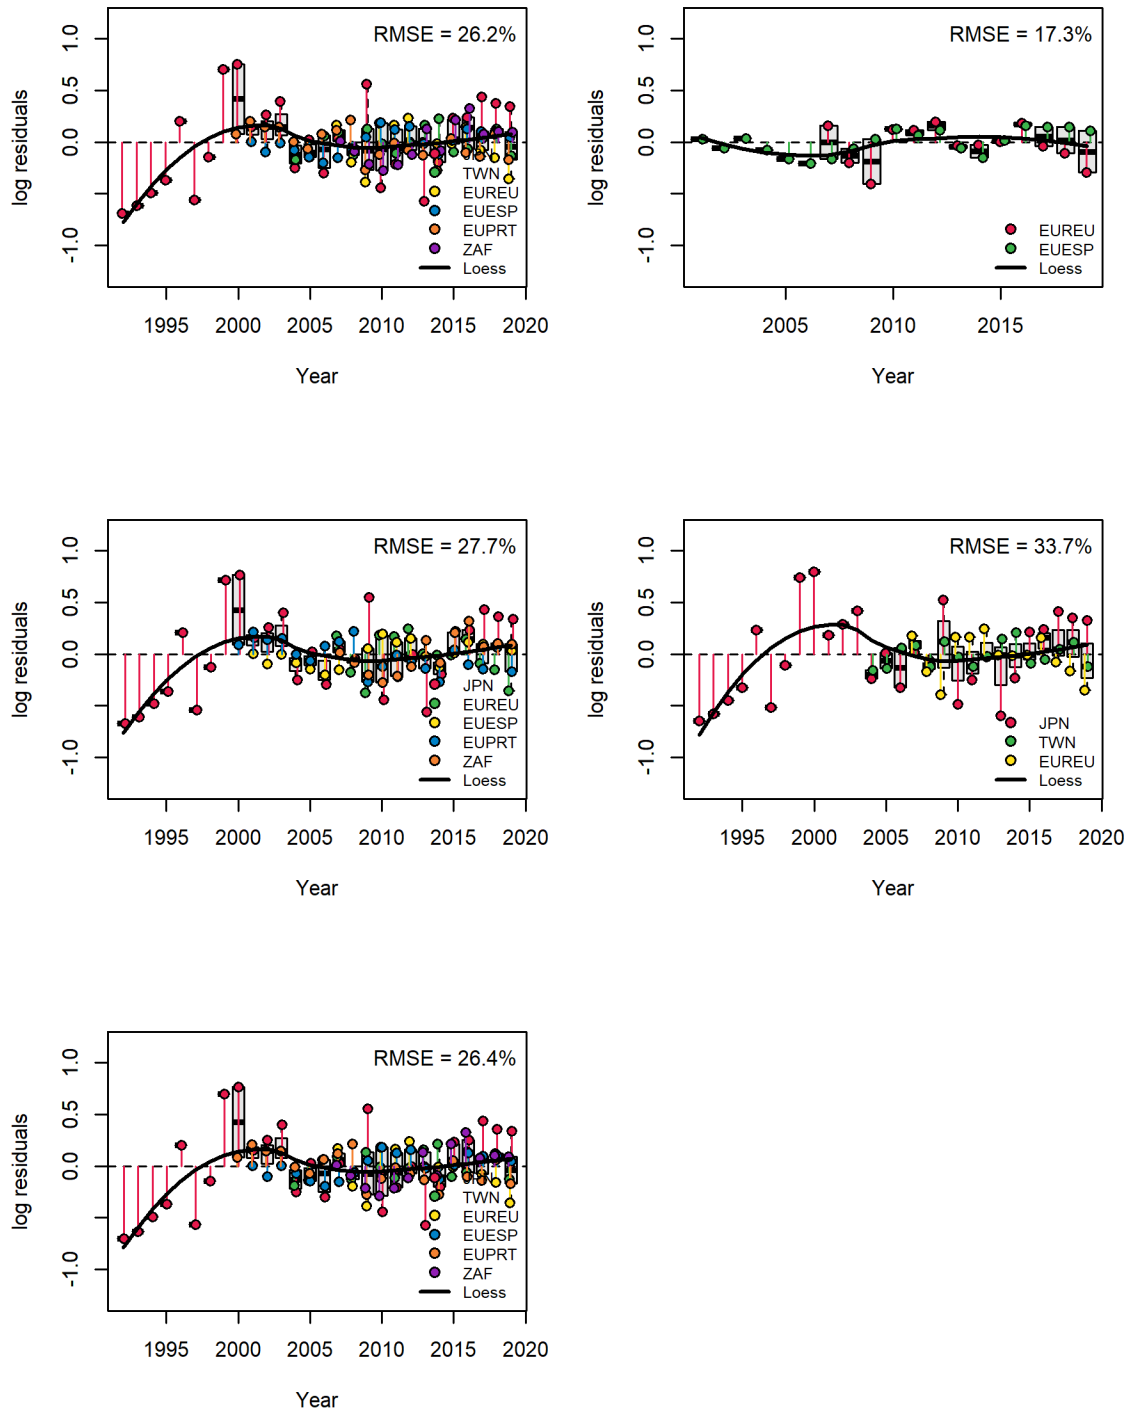 RMSE = 26.2%
log residuals
1.0
0.5
0.0
-1.0
TWN
EUREU
EUESP
EUPRT
ZAF
Loess
1995 2000 2005 2010 2015 2020
Year
RMSE = 17.3%
log residuals
1.0
0.5
0.0
-1.0
EUREU
EUESP
Loess
2005 2010 2015
Year
RMSE = 27.7%
log residuals
1.0
0.5
0.0
-1.0
JPN
EUREU
EUESP
EUPRT
ZAF
Loess
1995 2000 2005 2010 2015 2020
Year
RMSE = 33.7%
log residuals
1.0
0.5
0.0
-1.0
JPN
TWN
EUREU
Loess
1995 2000 2005 2010 2015 2020
Year
RMSE = 26.4%
log residuals
1.0
0.5
0.0
-1.0
TWN
EUREU
EUESP
EUPRT
ZAF
Loess
1995 2000 2005 2010 2015 2020
Year